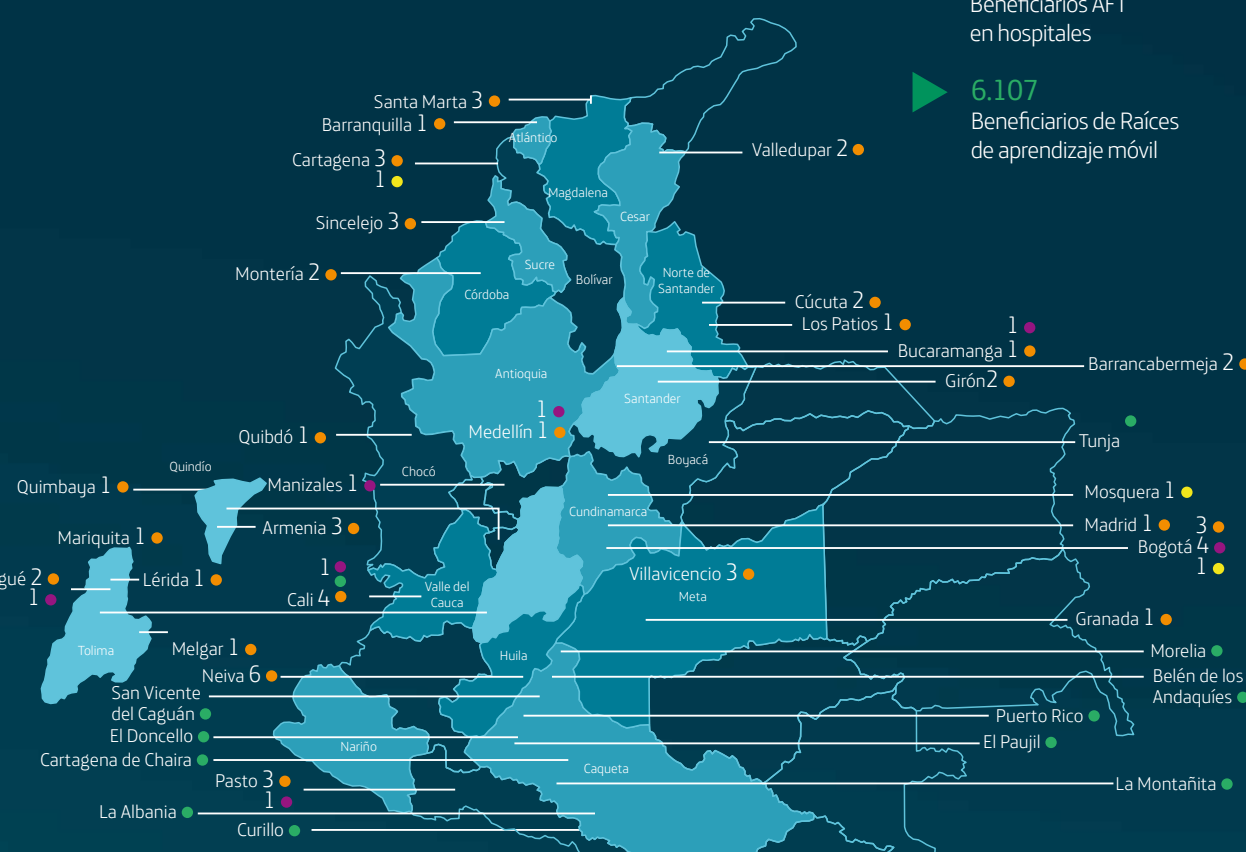 Beneficiarios AFT
en hospitales
6.107
Beneficiarios de Raíces
de aprendizaje móvil
Santa Marta 3
Barranquilla 1
Cartagena 3
1
Sincelejo 3
Montería 2
Valledupar 2
Atlántico
Magdalena
Cesar
Sucre
Bolívar
Córdoba
Norte de
Santander
Cúcuta 2
Los Patios 1
1
Bucaramanga 1
Barrancabermeja 2
Girón 2
Antioquia
Santander
1
Medellín 1
Quibdó 1
Tunja
Boyacá
Chocó
Quindío
Quimbaya 1
Manizales 1
Mosquera 1
Cundinamarca
Armenia 3
Madrid 1
3
Bogotá 4
1
Mariquita 1
gué 2
1
Lérida 1
1
Cali 4
Valle del
Cauca
Villavicencio 3
Meta
Granada 1
Tolima
Melgar 1
Huila
Morelia
Neiva 6
Belén de los
Andaquíes
San Vicente
del Caguán
Puerto Rico
El Doncello
El Paujil
Nariño
Cartagena de Chaira
Caqueta
Pasto 3
1
La Montañita
La Albania
Curillo